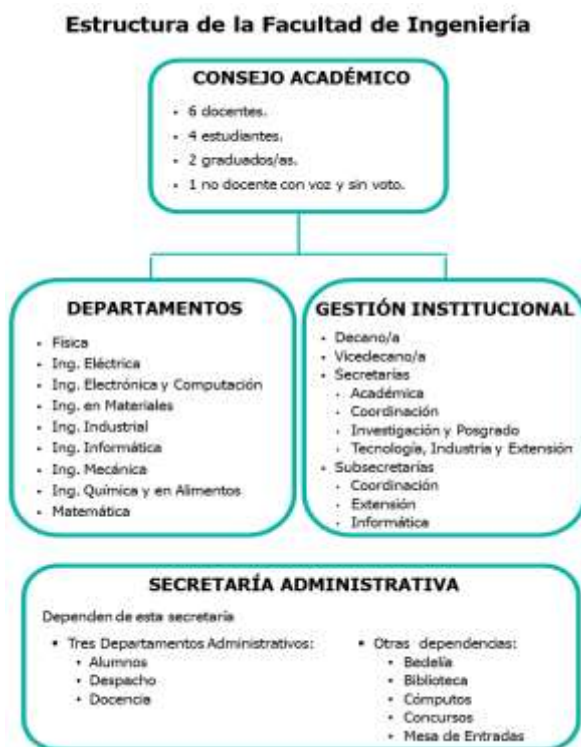 Estructura de la Facultad de Ingeniería
CONSEJO ACADÉMICO
• 6 docentes.
• 4 estudiantes.
• 2 graduados/as.
• 1 no docente con voz y sin voto.
DEPARTAMENTOS
• Física
• Ing. Eléctrica
• Ing. Electrónica y Computación
• Ing. en Materiales
• Ing. Industrial
• Ing. Informática
• Ing. Mecánica
• Ing. Química y en Alimentos
• Matemática
GESTIÓN INSTITUCIONAL
• Decano/a
• Vicedecano/a
• Secretarías
• Académica
• Coordinación
• Investigación y Posgrado
• Tecnología, Industria y Extensión
• Subsecretarías
• Coordinación
• Extensión
• Informática
SECRETARÍA ADMINISTRATIVA
Dependen de esta secretaría
• Tres Departamentos Administrativos:
• Alumnos
• Despacho
• Docencia
• Otras dependencias:
• Bedelía
• Biblioteca
• Cómputos
• Concursos
• Mesa de Entradas